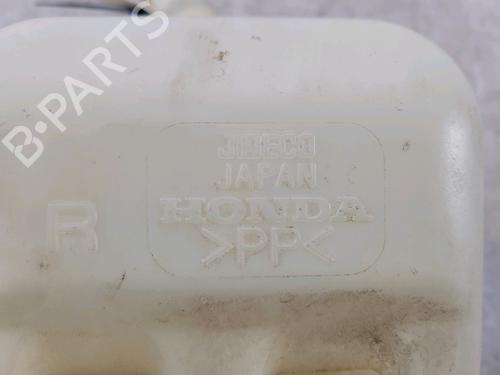 B-PARTS
JIDECO
JAPAN
HONDA
R
>PP<